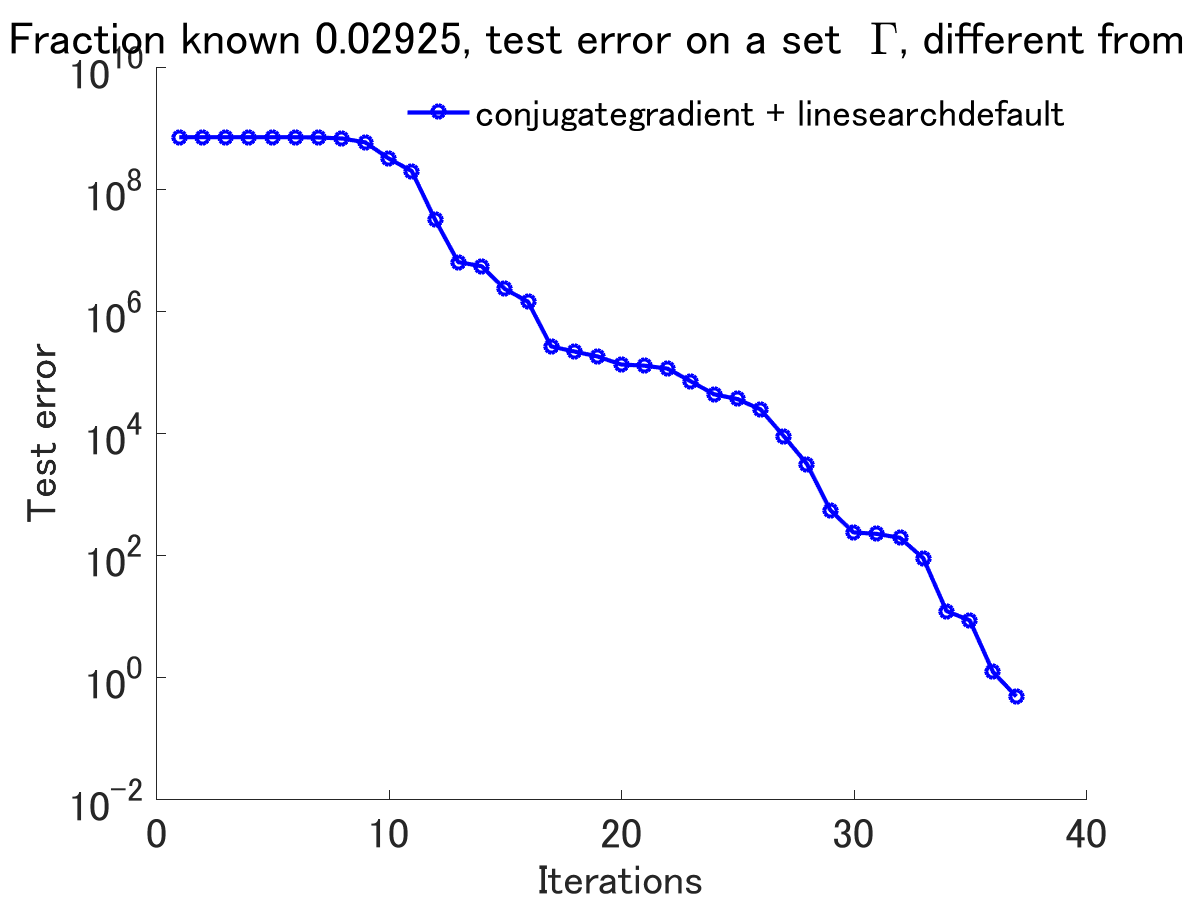 Fraction known 0.02925, test error on a set Γ, different from
10^10
conjugategradient + linesearchdefault
10^8
10^6
10^4
10^2
10^0
10^-2
Test error
0 10 20 30 40
Iterations